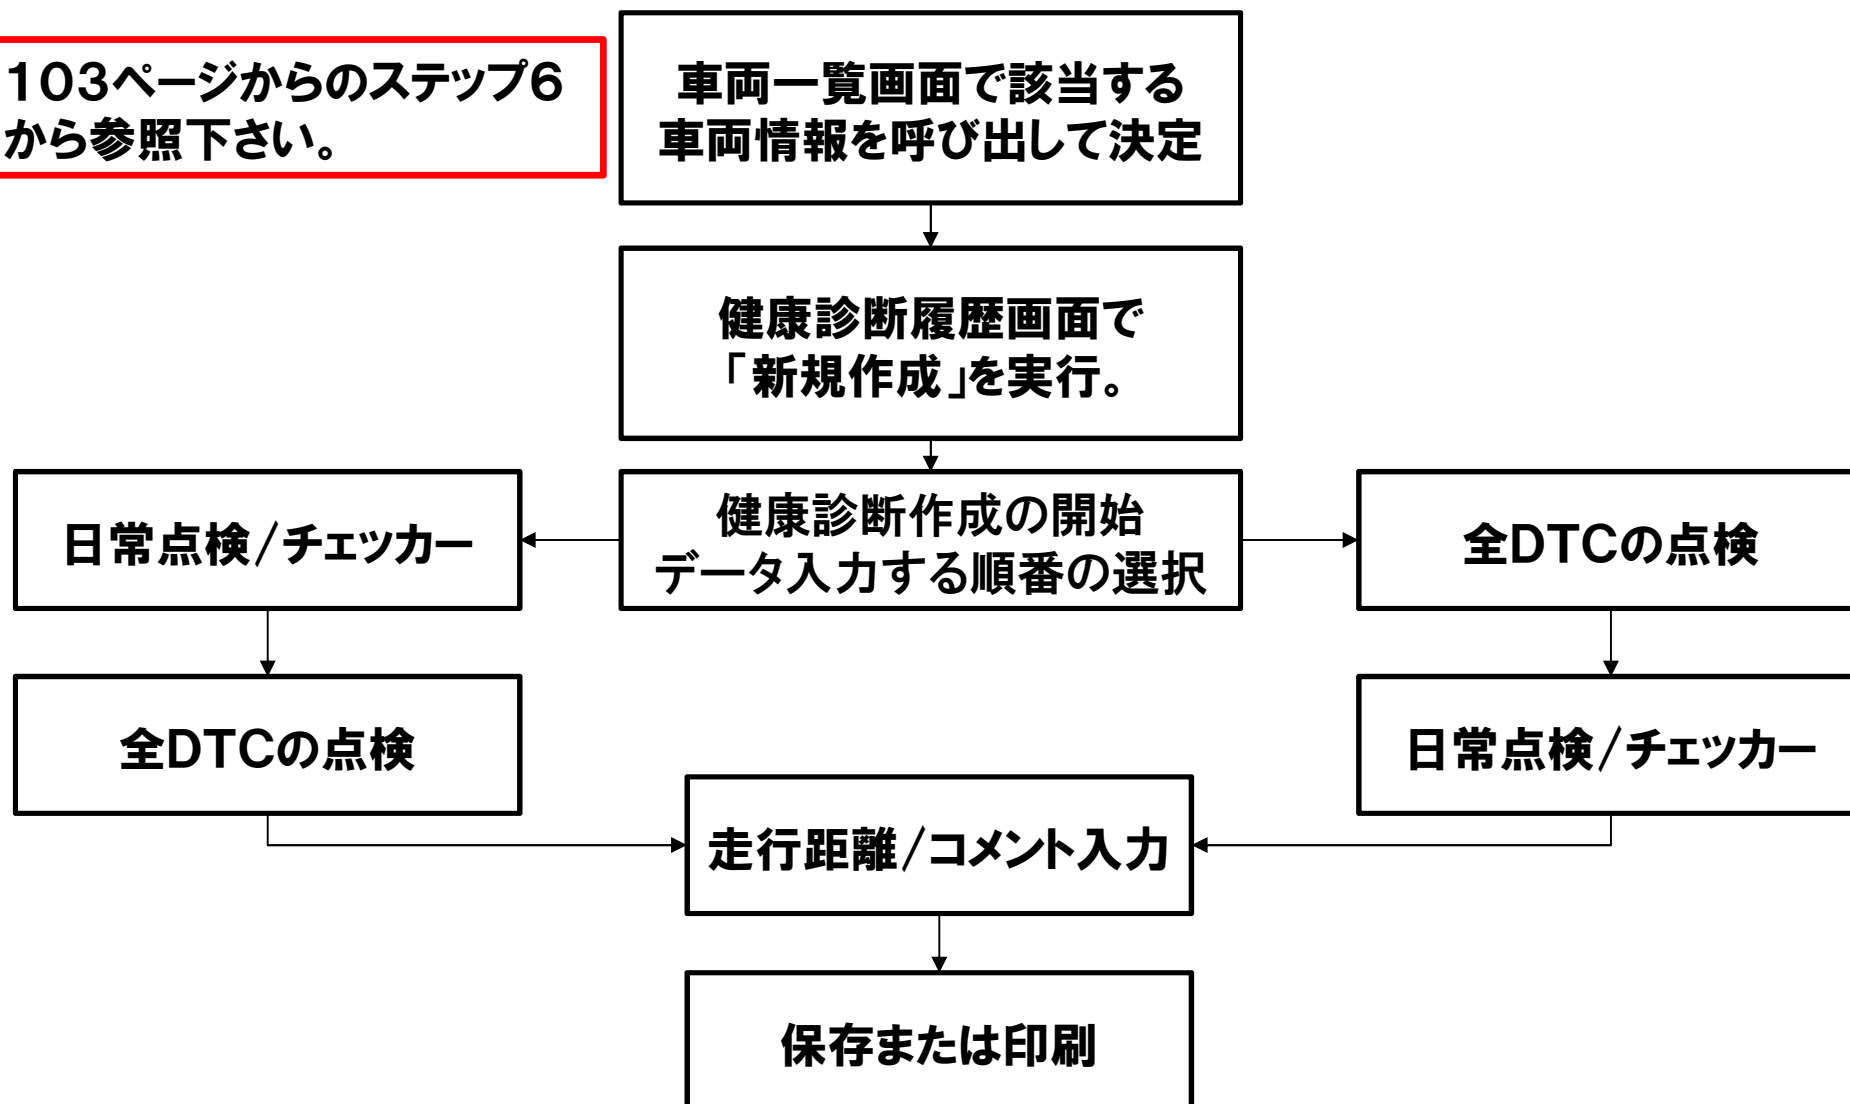 103ページからのステップ6
から参照下さい。
車両一覧画面で該当する
車両情報を呼び出して決定
健康診断履歴画面で
「新規作成」を実行。
日常点検/チェッカー
健康診断作成の開始
データ入力する順番の選択
全DTCの点検
全DTCの点検
日常点検/チェッカー
走行距離/コメント入力
保存または印刷